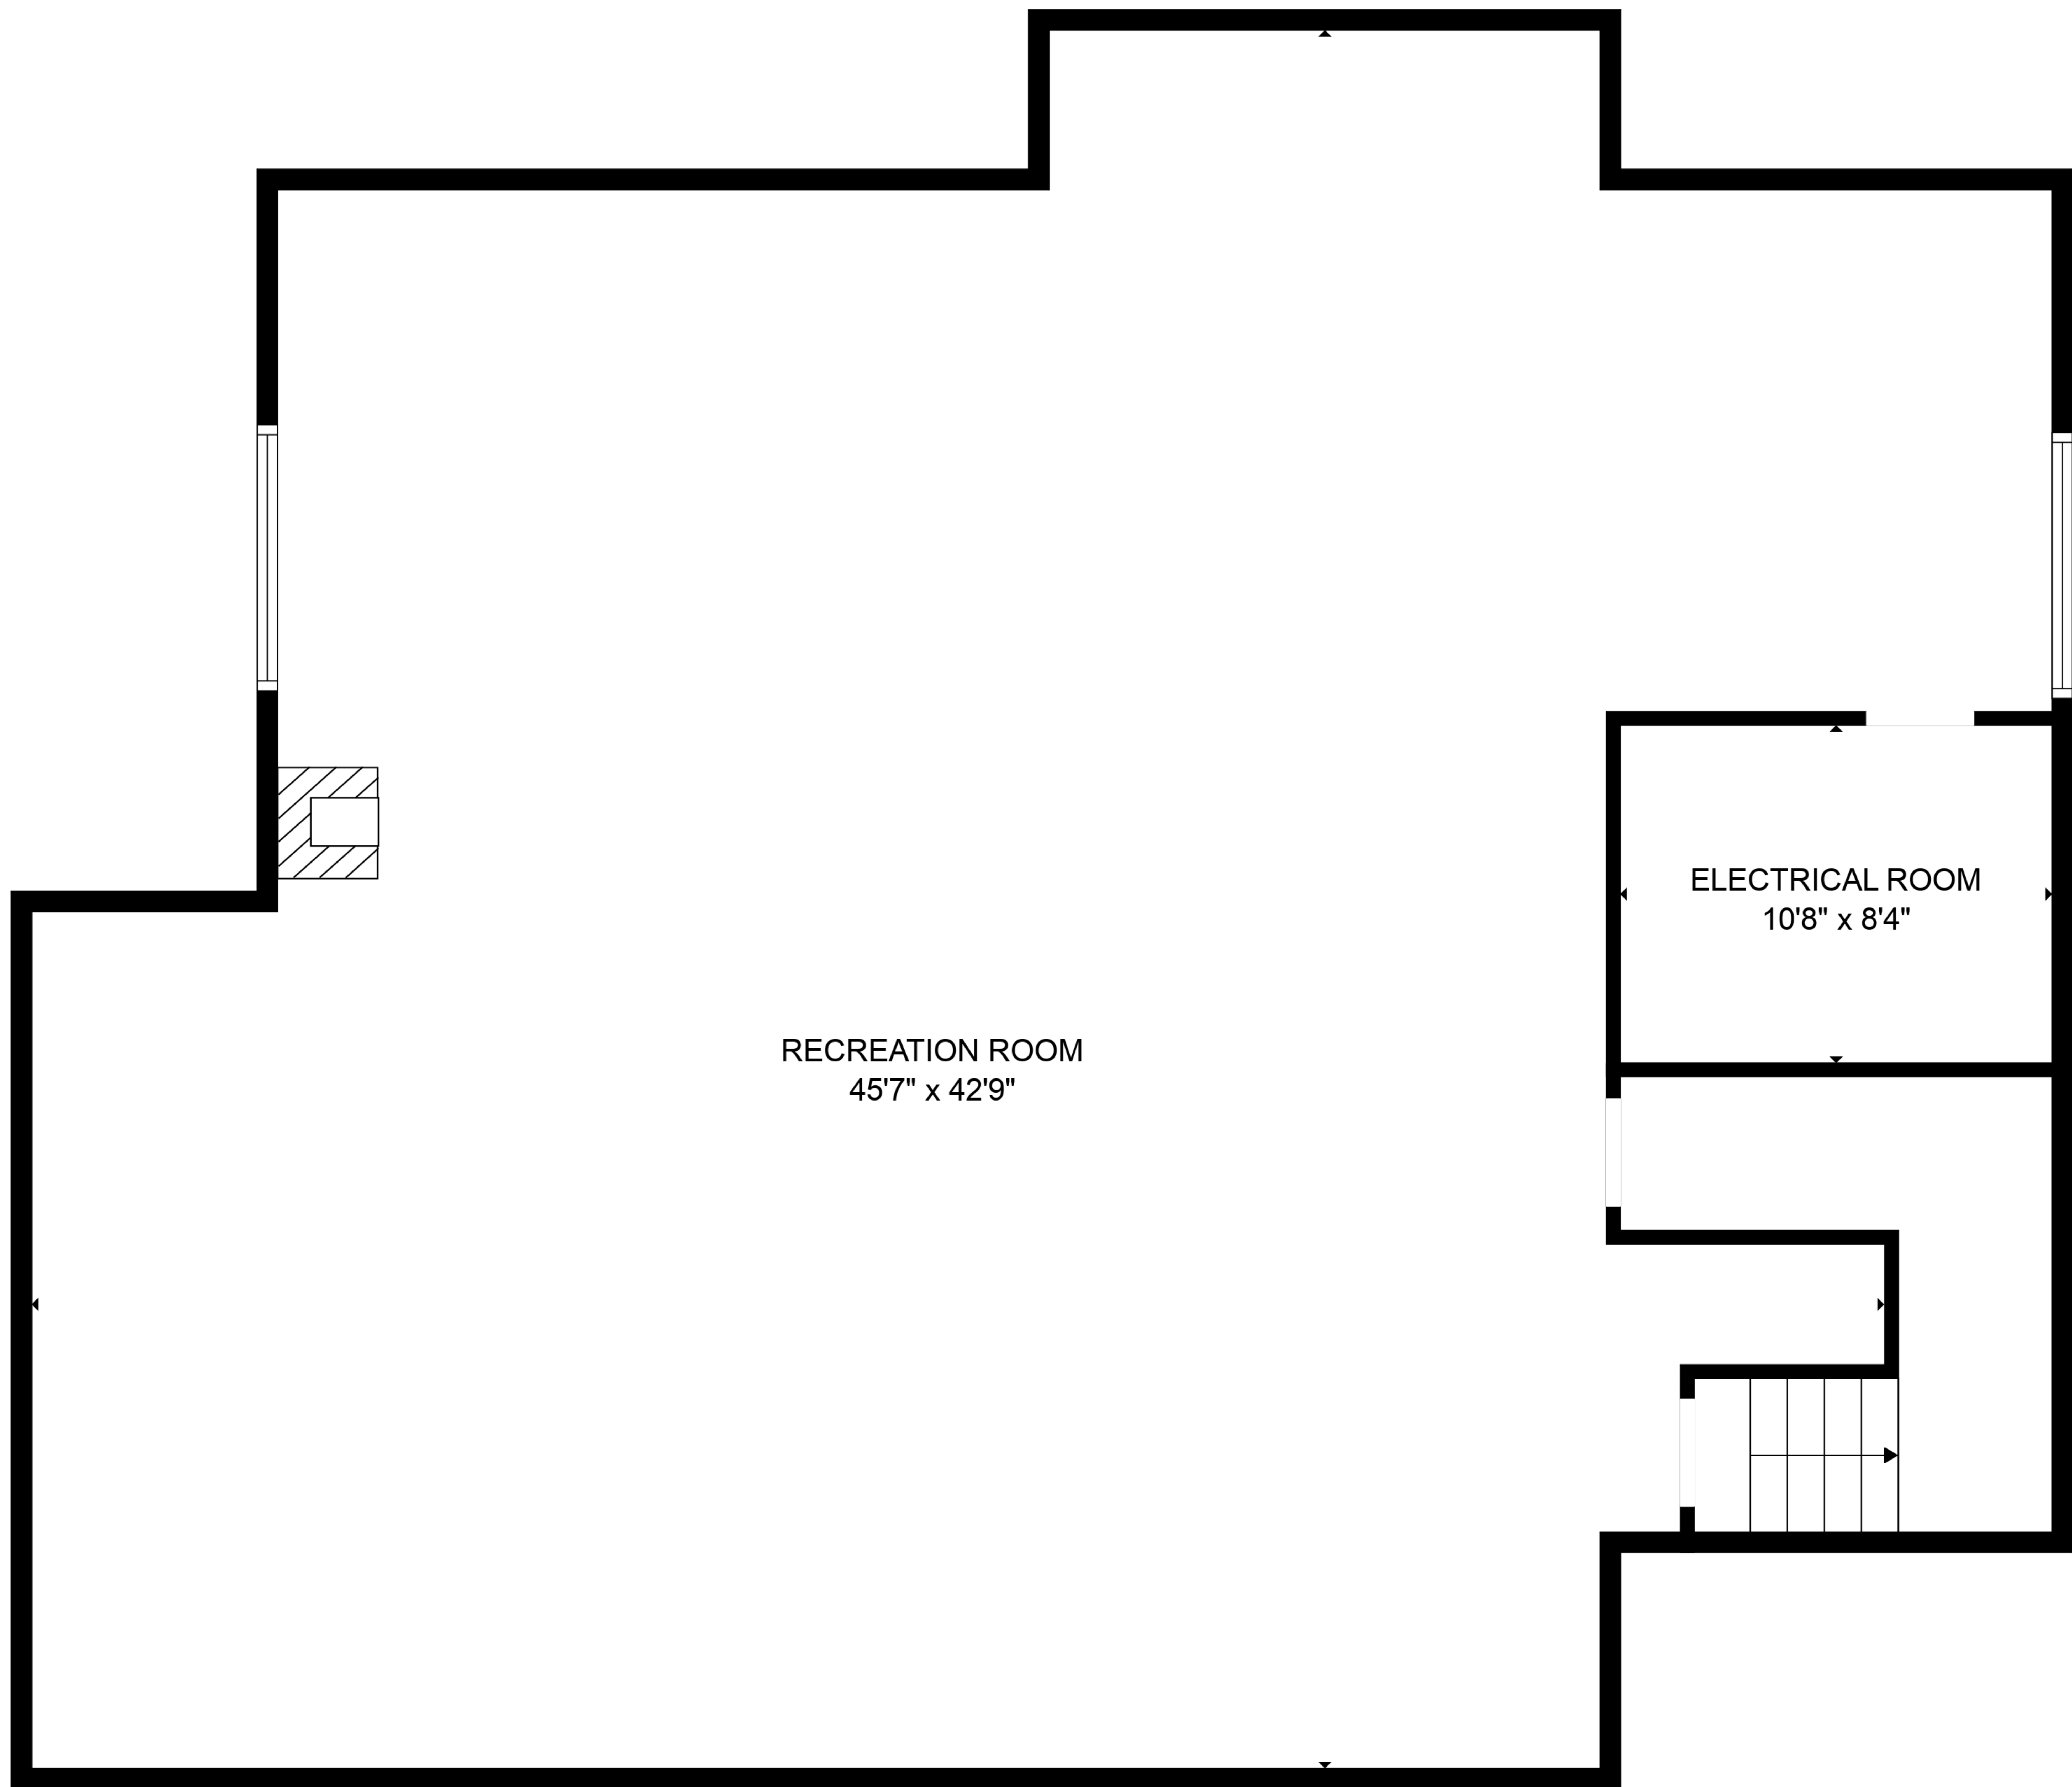 ELECTRICAL ROOM
10'8" x 8'4"
RECREATION ROOM
45'7" x 42'9"